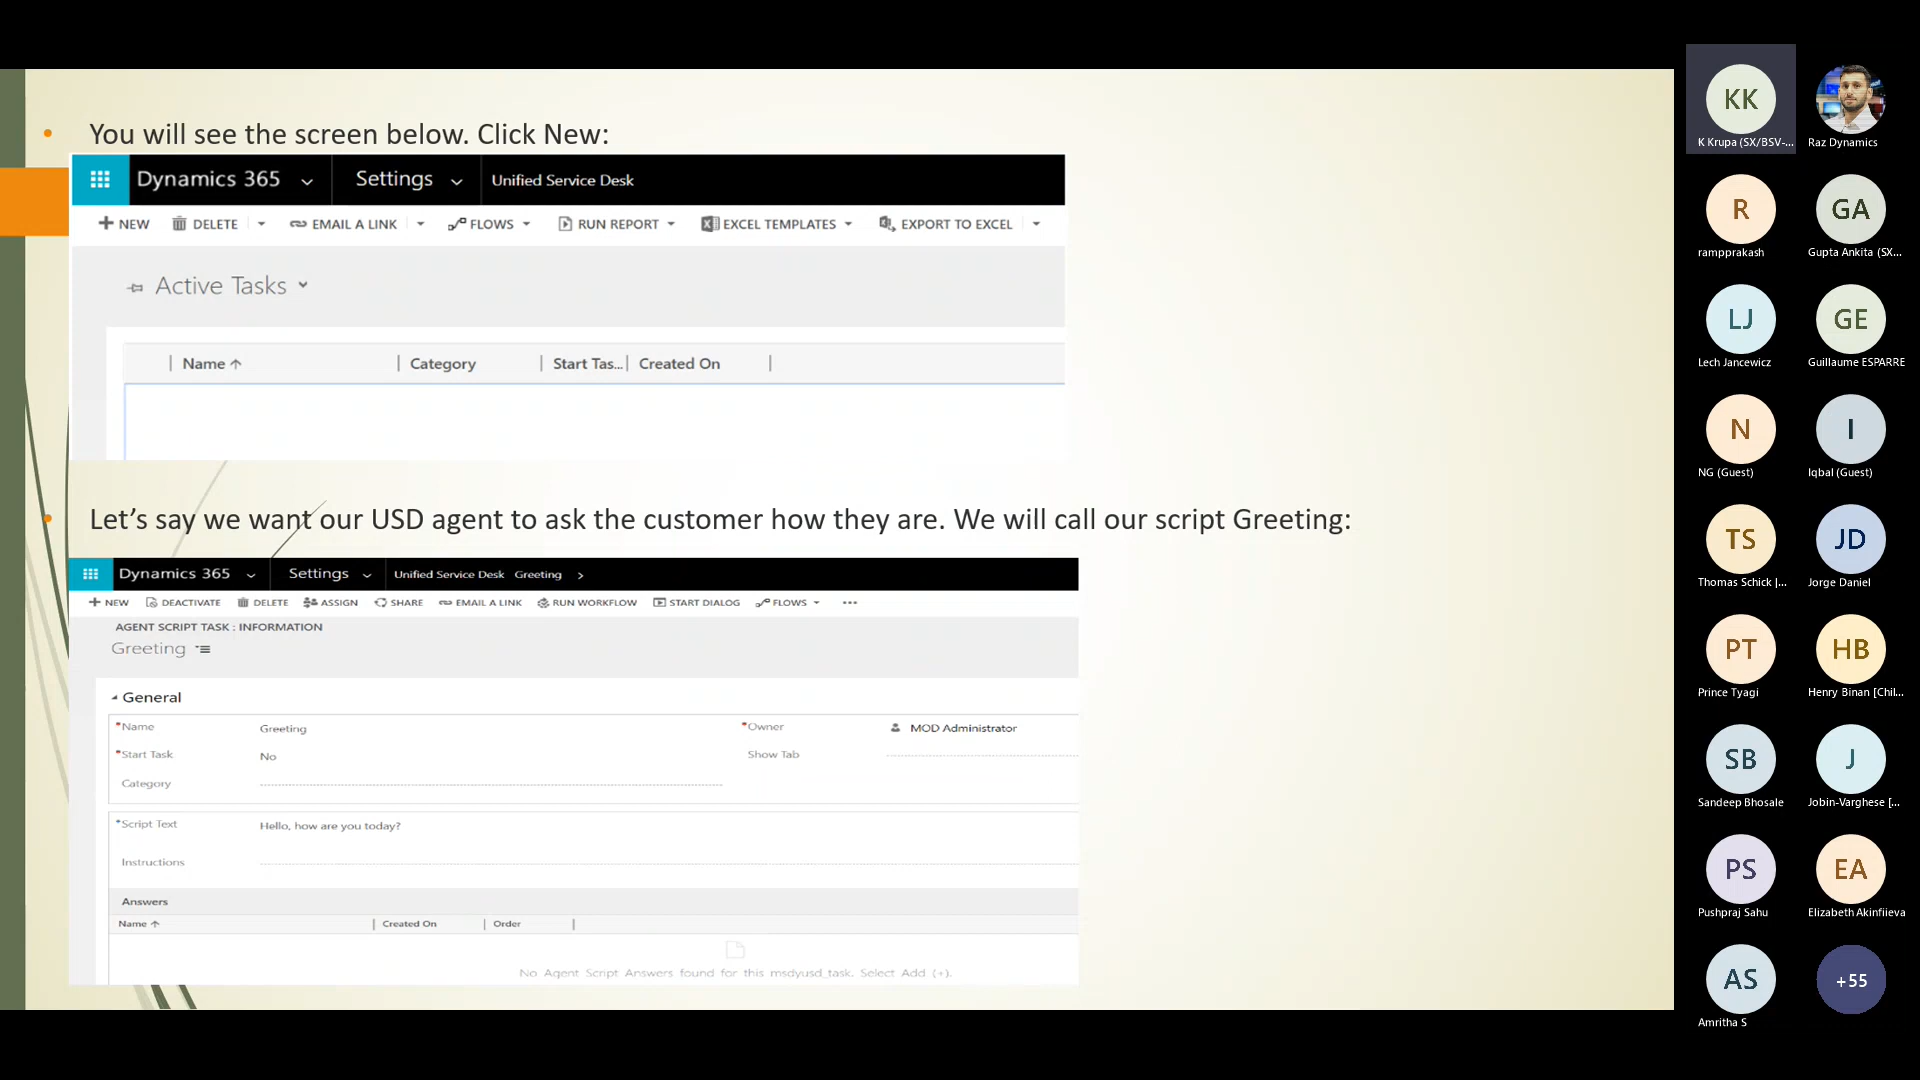 • You will see the screen below. Click New:
Dynamics 365 Settings Unified Service Desk
NEW DELETE EMAIL A LINK FLOWS RUN REPORT EXCEL TEMPLATES EXPORT TO EXCEL
Active Tasks
Name Category Start Tas... Created On
• Let’s say we want our USD agent to ask the customer how they are. We will call our script Greeting:
Dynamics 365 Settings Unified Service Desk Greeting
NEW DEACTIVATE DELETE ASSIGN SHARE EMAIL A LINK RUN WORKFLOW START DIALOG FLOWS ...
AGENT SCRIPT TASK : INFORMATION
Greeting
General
*Name Greeting *Owner MOD Administrator
*Start Task No Show Tab
Category
*Script Text Hello, how are you today?
Instructions
Answers
Name Created On Order
No Agent Script Answers found for this msdyusd_task. Select Add (+).
KK
K Krupa (SX/BSV-... Raz Dynamics
R GA
rampprakash Gupta Ankita (SX...
LJ GE
Lech Jancewicz Guillaume ESPARRE
N I
NG (Guest) Iqbal (Guest)
TS JD
Thomas Schick [... Jorge Daniel
PT HB
Prince Tyagi Henry Binan [Chil...
SB J
Sandeep Bhosale Jobin-Varghese [...
PS EA
Pushpraj Sahu Elizabeth Akinfiieva
AS +55
Amritha S